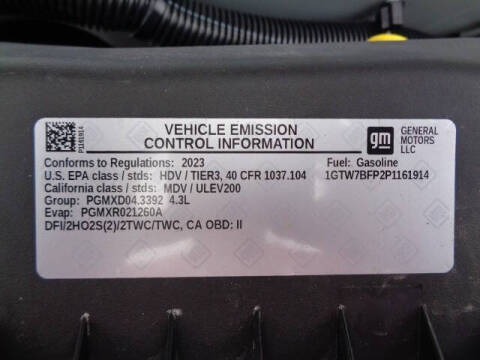 P1161914
VEHICLE EMISSION
CONTROL INFORMATION
gm
GENERAL
MOTORS
LLC
Conforms to Regulations: 2023
Fuel: Gasoline
U.S. EPA class / stds: HDV / TIER3, 40 CFR 1037.104
1GTW7BFP2P1161914
California class / stds: MDV / ULEV200
Group: PGMXD04.3392 4.3L
Evap: PGMXR021260A
DFI/2HO2S(2)/2TWC/TWC, CA OBD: II